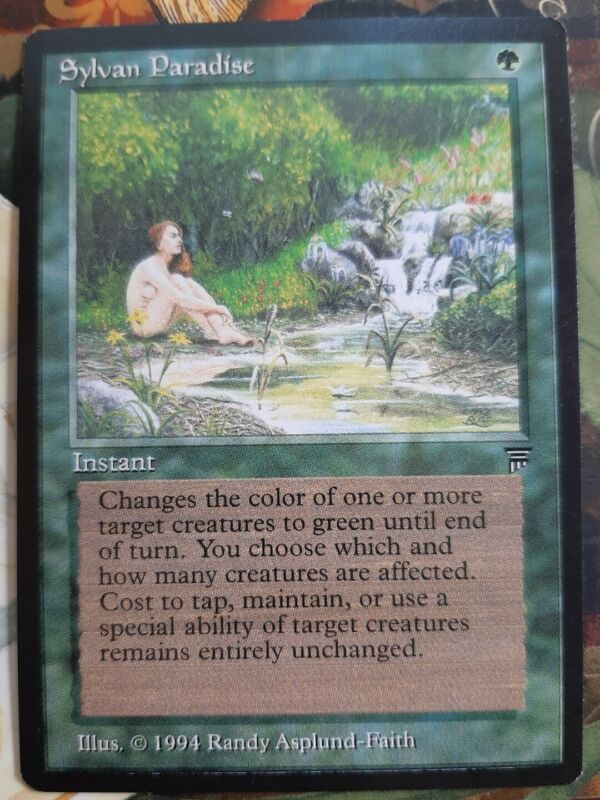 Sylvan Paradise
Instant
Changes the color of one or more
target creatures to green until end
of turn. You choose which and
how many creatures are affected.
Cost to tap, maintain, or use a
special ability of target creatures
remains entirely unchanged.
Illus. © 1994 Randy Asplund-Faith